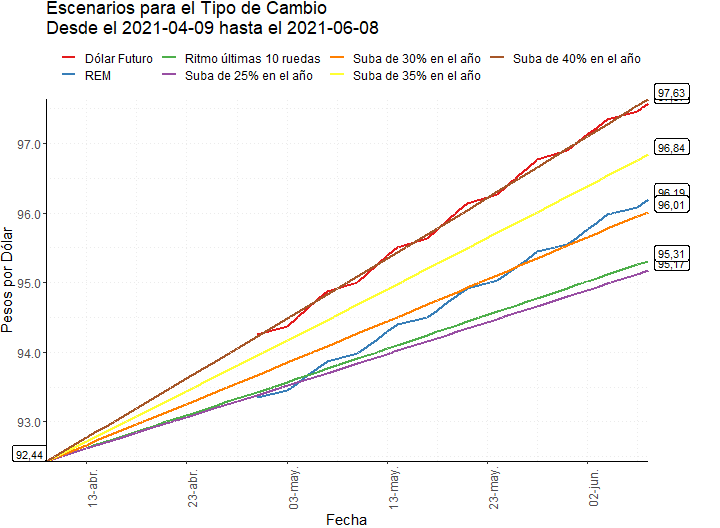 Escenarios para el Tipo de Cambio
Desde el 2021-04-09 hasta el 2021-06-08
Dólar Futuro
Ritmo últimas 10 ruedas
Suba de 30% en el año
Suba de 40% en el año
REM
Suba de 25% en el año
Suba de 35% en el año
97,63
97.0
96,84
96,19
96.0
96,01
95,31
95,17
95.0
94.0
93.0
92,44
Pesos por Dólar
13-abr.
23-abr.
03-may.
13-may.
23-may.
02-jun.
Fecha